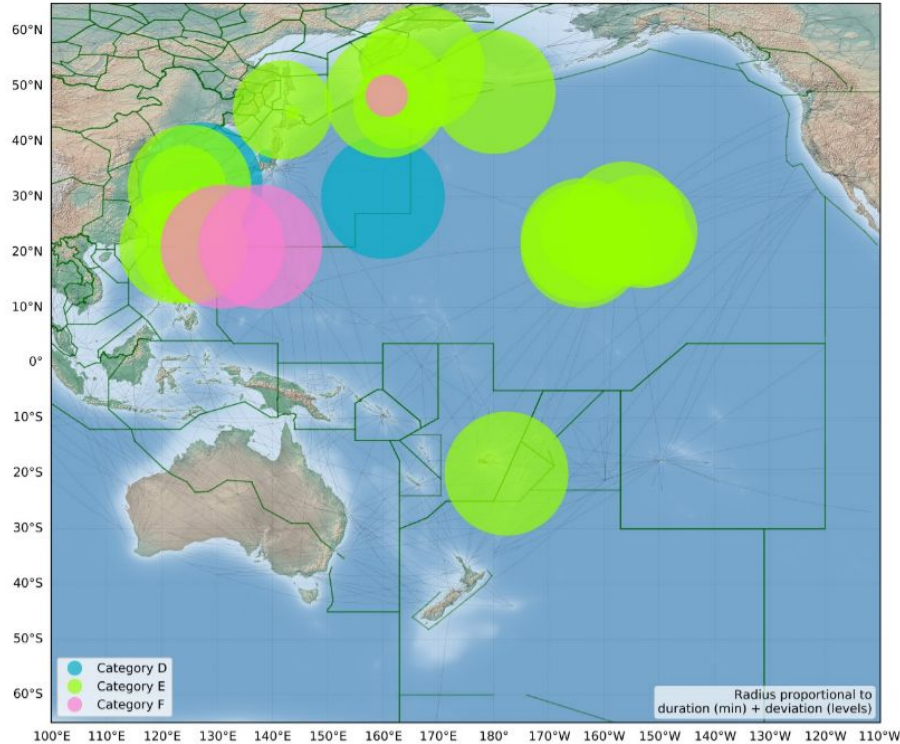 60°N
50°N
40°N
30°N
20°N
10°N
0°
10°S
20°S
30°S
40°S
50°S
60°S
Category D
Category E
Category F
Radius proportional to
duration (min) + deviation (levels)
100°E 110°E 120°E 130°E 140°E 150°E 160°E 170°E 180° 170°W 160°W 150°W 140°W 130°W 120°W 110°W